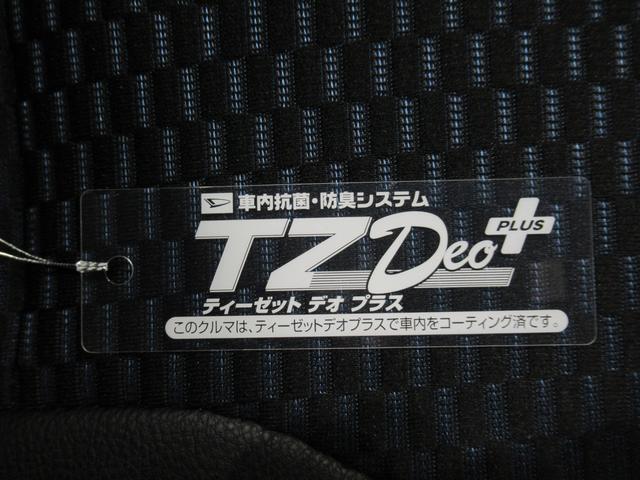 車内抗菌・防臭システム
TZ Deo PLUS
ティーゼット デオ プラス
このクルマは、ティーゼットデオプラスで車内をコーティング済です。